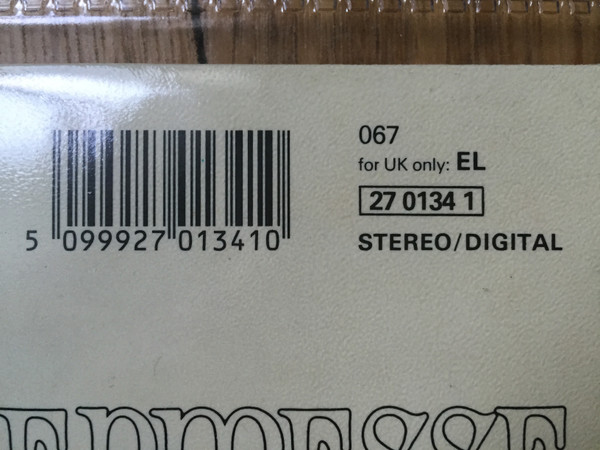 067
for UK only: EL
27 0134 1
STEREO/DIGITAL
5 099927 013410